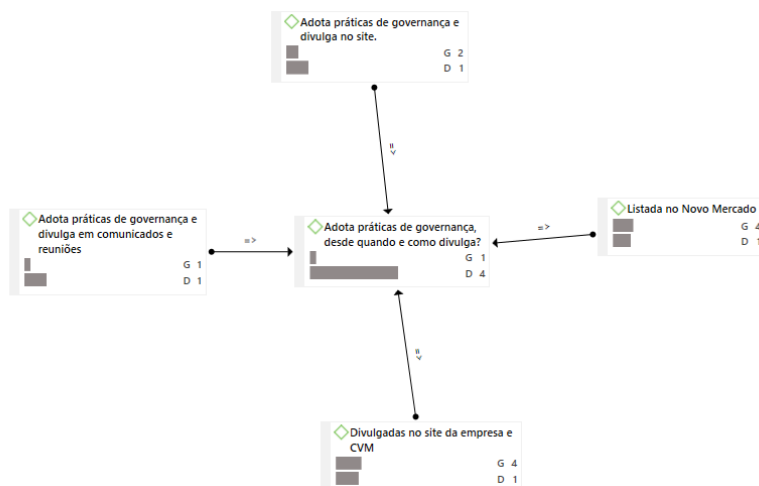 Adota práticas de governança e
divulga no site.
G 2
D 1
=>
Adota práticas de governança e
divulga em comunicados e
reuniões
G 1
D 1
=>
Adota práticas de governança,
desde quando e como divulga?
G 1
D 4
=>
Listada no Novo Mercado
G 4
D 1
=>
Divulgadas no site da empresa e
CVM
G 4
D 1